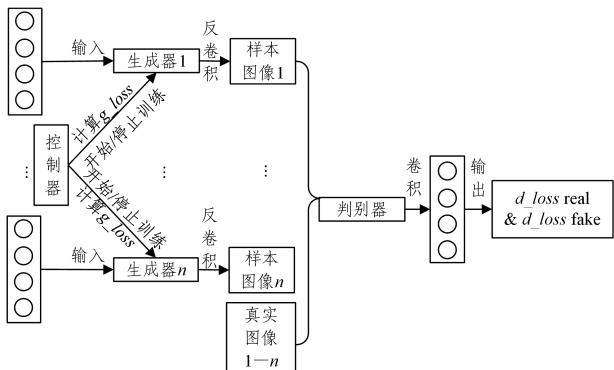 输入
生成器1
反卷积
样本
图像1
计算g_loss
开始/停止训练
控制器
...
...
...
开始/停止训练
计算g_loss
输入
生成器n
反卷积
样本
图像n
真实
图像
1—n
判别器
卷积
输出
d_loss real
& d_loss fake